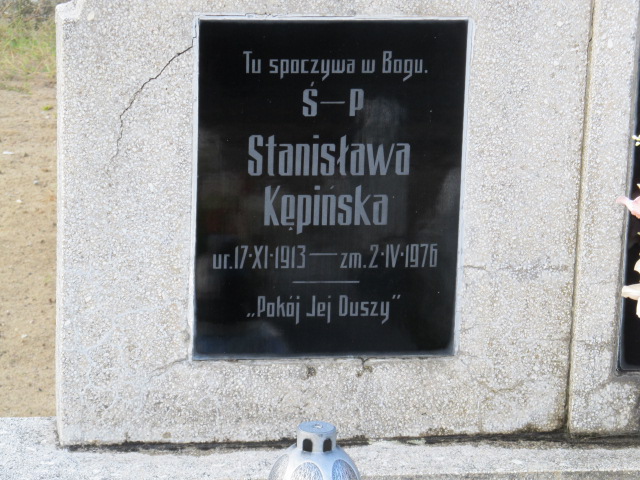 Tu spoczywa w Bogu.
Ś—P
Stanisława
Kępińska
ur.17·XI·1913 — zm.2·IV·1976
„Pokój Jej Duszy”